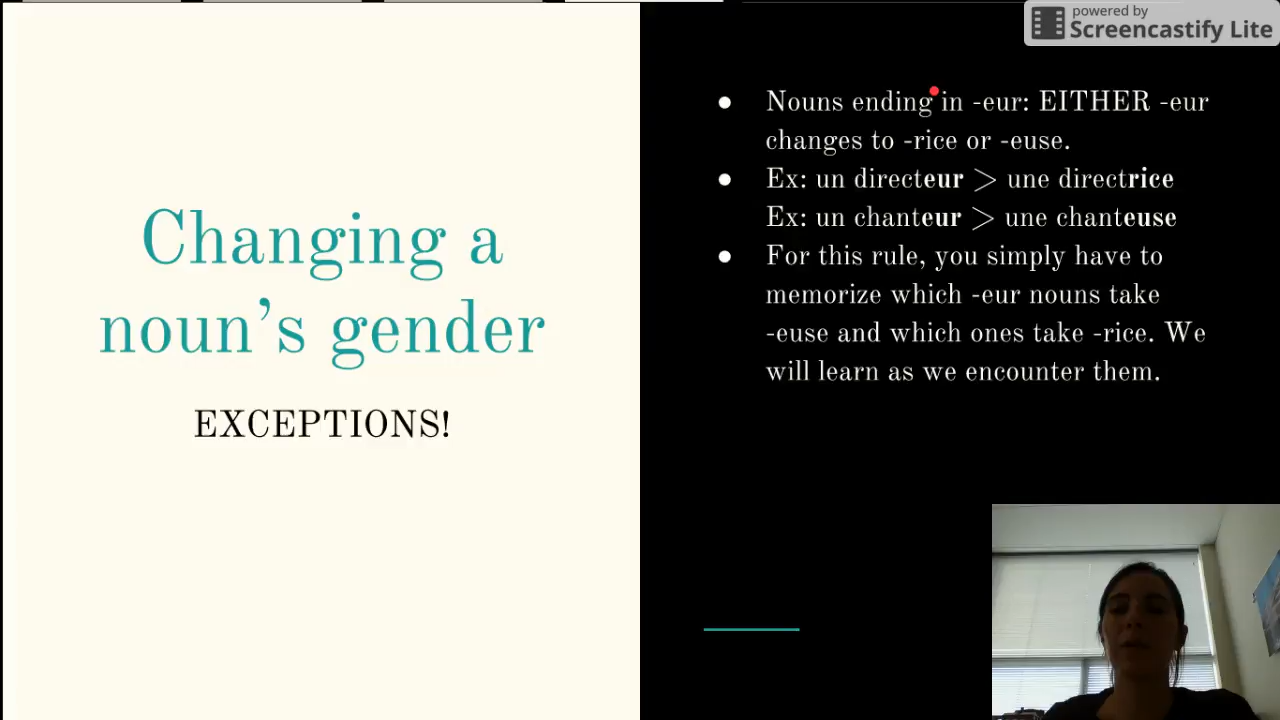 powered by
Screencastify Lite
Changing a
noun's gender
EXCEPTIONS!
● Nouns ending in -eur: EITHER -eur
changes to -rice or -euse.
● Ex: un directeur > une directrice
Ex: un chanteur > une chanteuse
● For this rule, you simply have to
memorize which -eur nouns take
-euse and which ones take -rice. We
will learn as we encounter them.